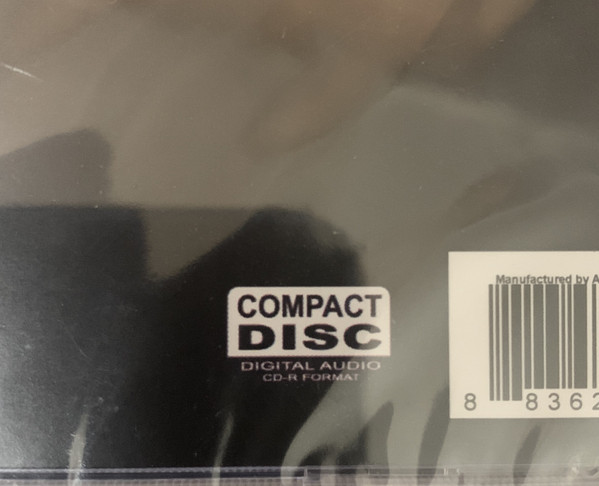 COMPACT
DISC
DIGITAL AUDIO
CD-R FORMAT
Manufactured by A
8 8362